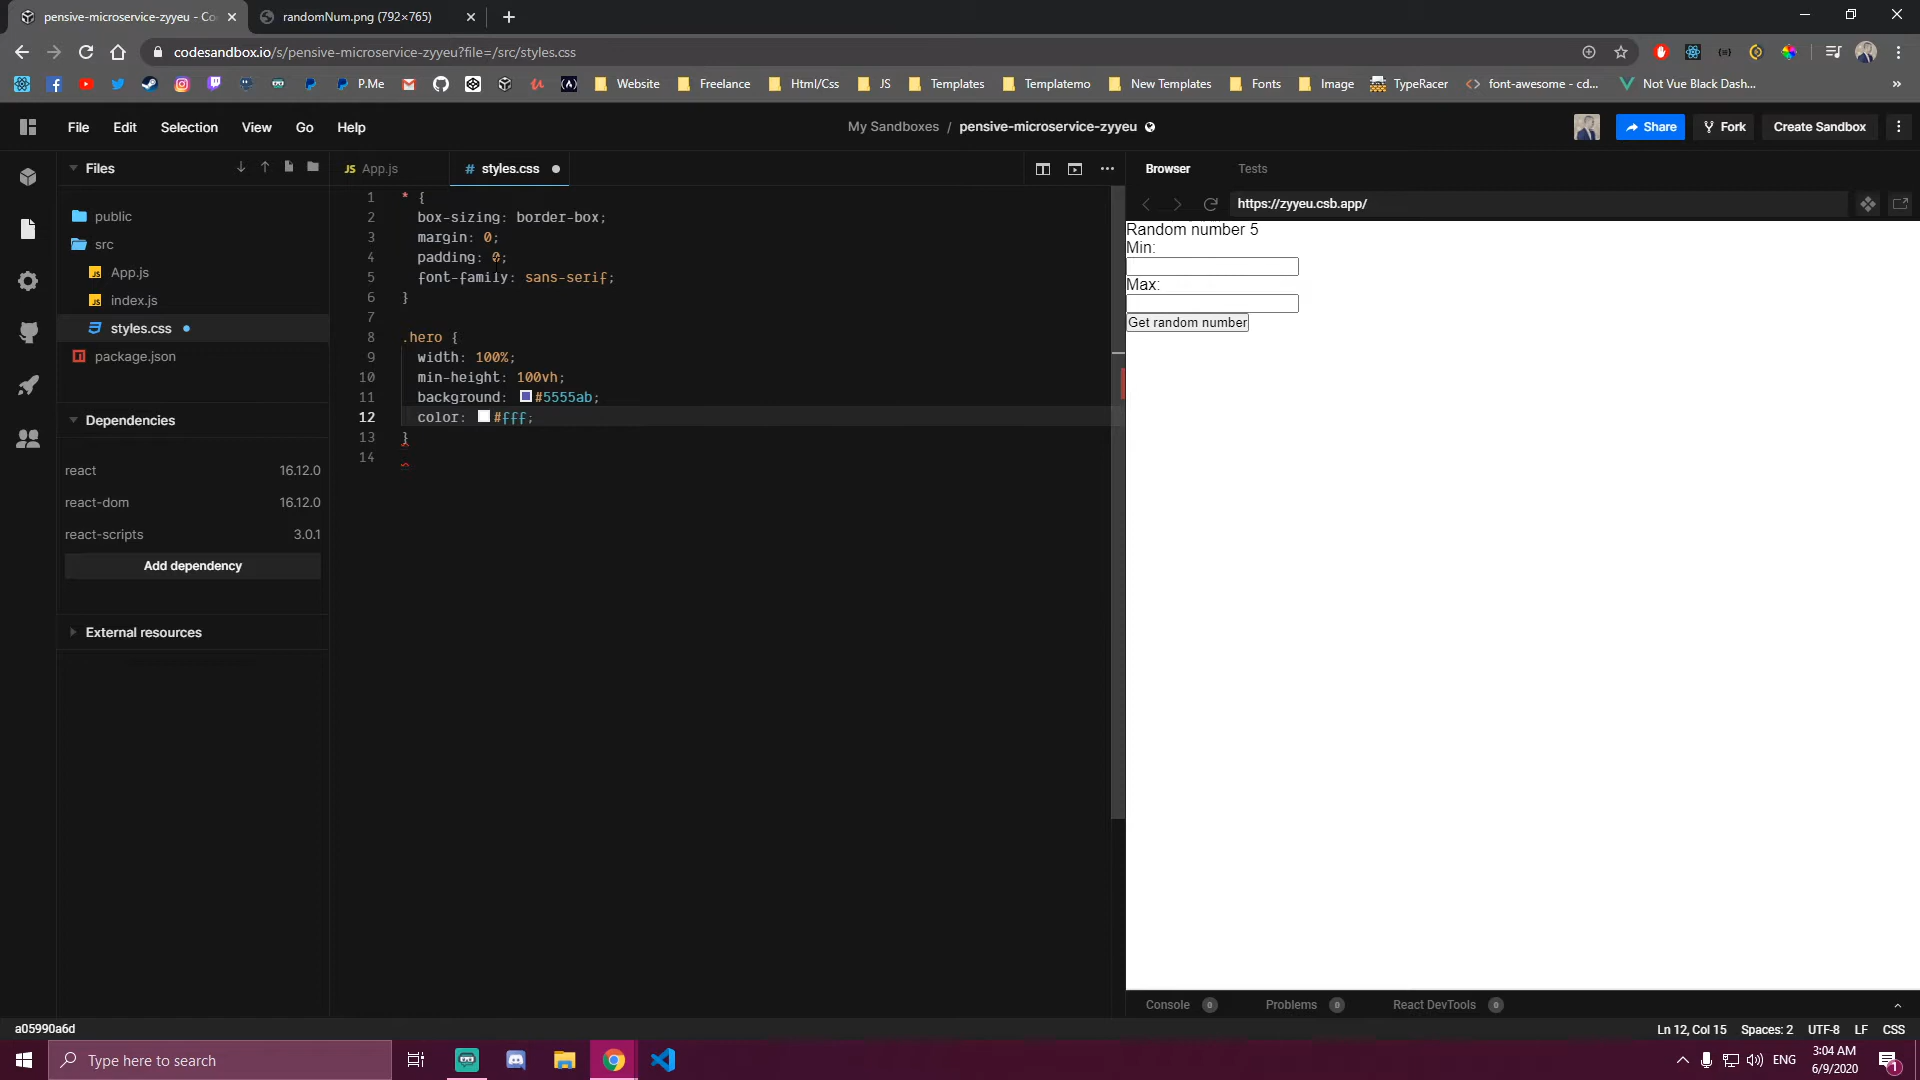 pensive-microservice-zyyeu - Co
randomNum.png (792×765)
codesandbox.io/s/pensive-microservice-zyyeu?file=/src/styles.css
P.Me
Website
Freelance
Html/Css
JS
Templates
Templatemo
New Templates
Fonts
Image
TypeRacer
font-awesome - cd...
Not Vue Black Dash...
File
Edit
Selection
View
Go
Help
My Sandboxes / pensive-microservice-zyyeu
Share
Fork
Create Sandbox
Files
public
src
App.js
index.js
styles.css
package.json
Dependencies
react 16.12.0
react-dom 16.12.0
react-scripts 3.0.1
Add dependency
External resources
JS App.js
# styles.css
1 * {
2 box-sizing: border-box;
3 margin: 0;
4 padding: 0;
5 font-family: sans-serif;
6 }
7
8 .hero {
9 width: 100%;
10 min-height: 100vh;
11 background: #5555ab;
12 color: #fff;
13 }
14
Browser
Tests
https://zyyeu.csb.app/
Random number 5
Min:
Max:
Get random number
Console 0
Problems 0
React DevTools 0
a05990a6d
Ln 12, Col 15
Spaces: 2
UTF-8
LF
CSS
Type here to search
ENG
3:04 AM
6/9/2020
1